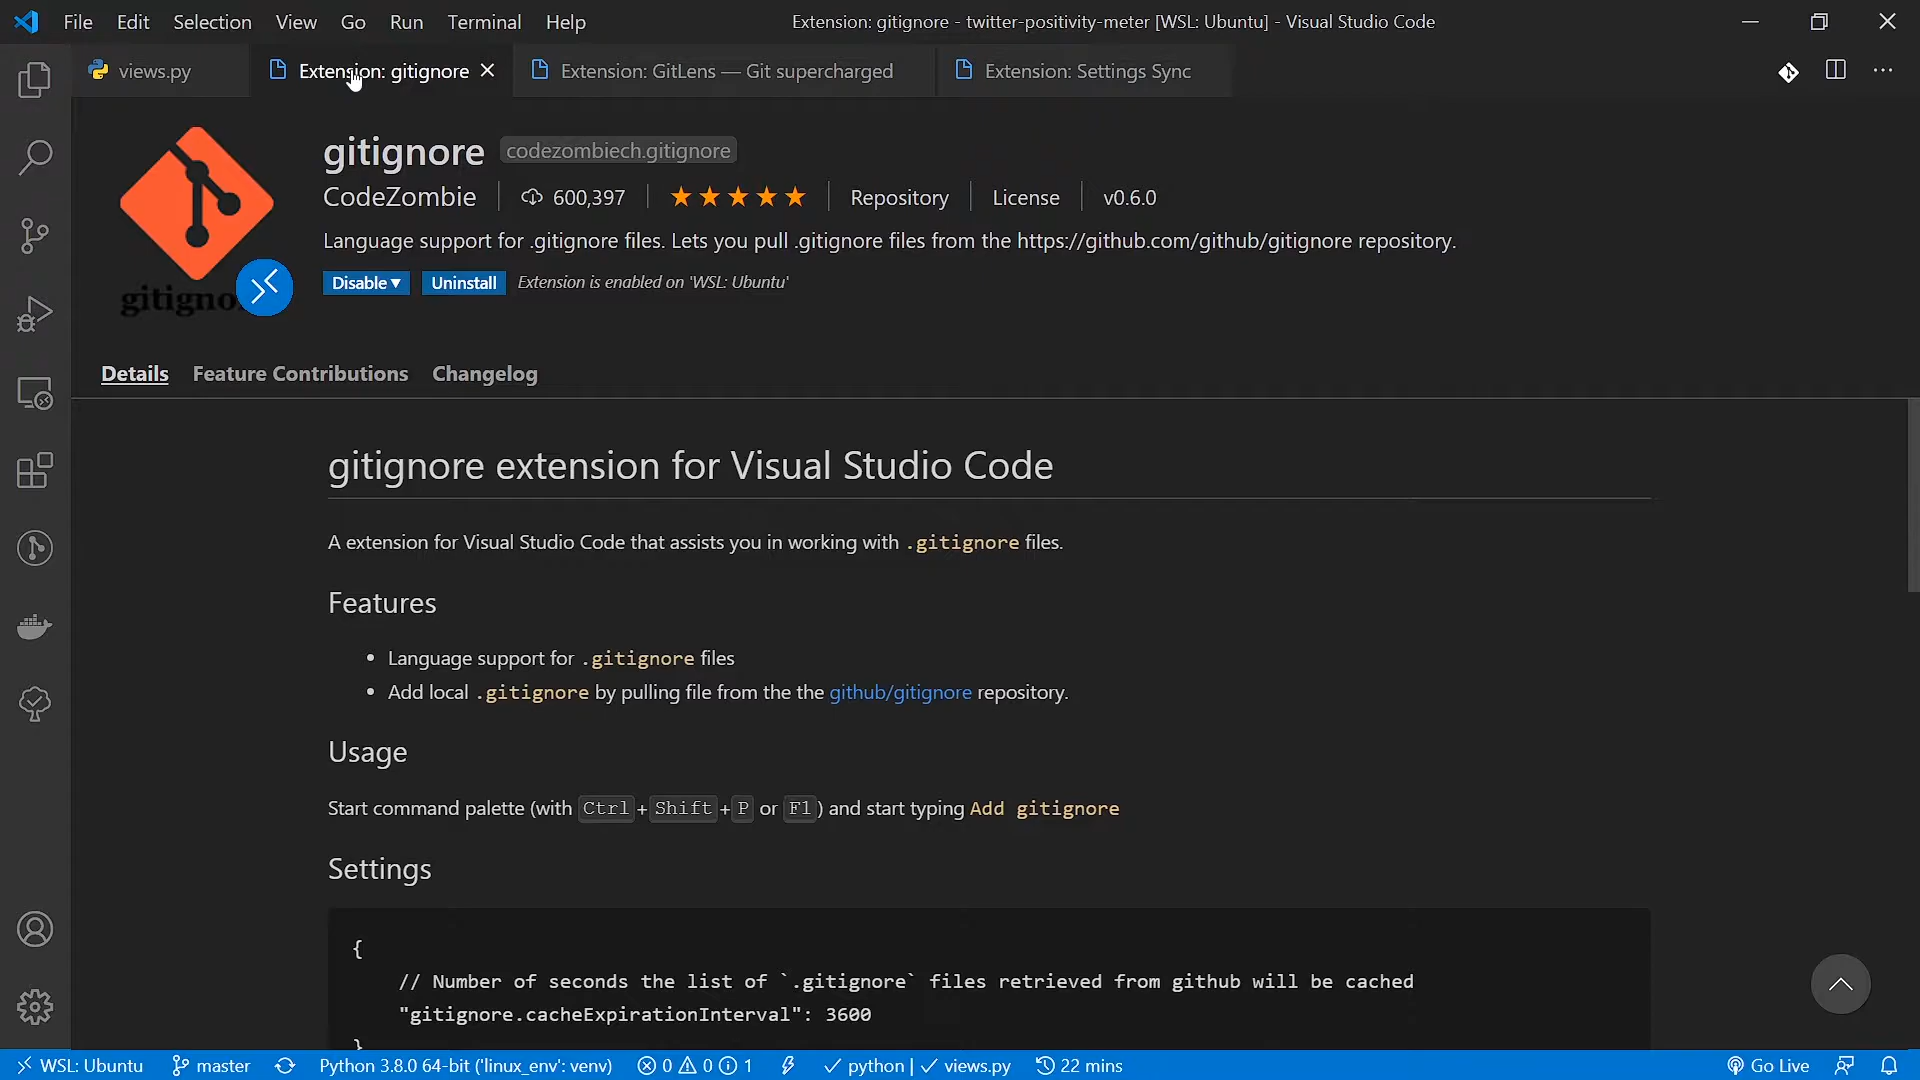 File Edit Selection View Go Run Terminal Help
Extension: gitignore - twitter-positivity-meter [WSL: Ubuntu] - Visual Studio Code
views.py
Extension: gitignore
Extension: GitLens — Git supercharged
Extension: Settings Sync
gitignore codezombiech.gitignore
CodeZombie 600,397 ★★★★★ Repository License v0.6.0
Language support for .gitignore files. Lets you pull .gitignore files from the https://github.com/github/gitignore repository.
Disable Uninstall Extension is enabled on 'WSL: Ubuntu'
Details Feature Contributions Changelog
gitignore extension for Visual Studio Code
A extension for Visual Studio Code that assists you in working with .gitignore files.
Features
• Language support for .gitignore files
• Add local .gitignore by pulling file from the the github/gitignore repository.
Usage
Start command palette (with Ctrl+Shift+P or F1) and start typing Add gitignore
Settings
{
// Number of seconds the list of `.gitignore` files retrieved from github will be cached
"gitignore.cacheExpirationInterval": 3600
}
WSL: Ubuntu master Python 3.8.0 64-bit ('linux_env': venv) 0 0 1 python | views.py 22 mins Go Live